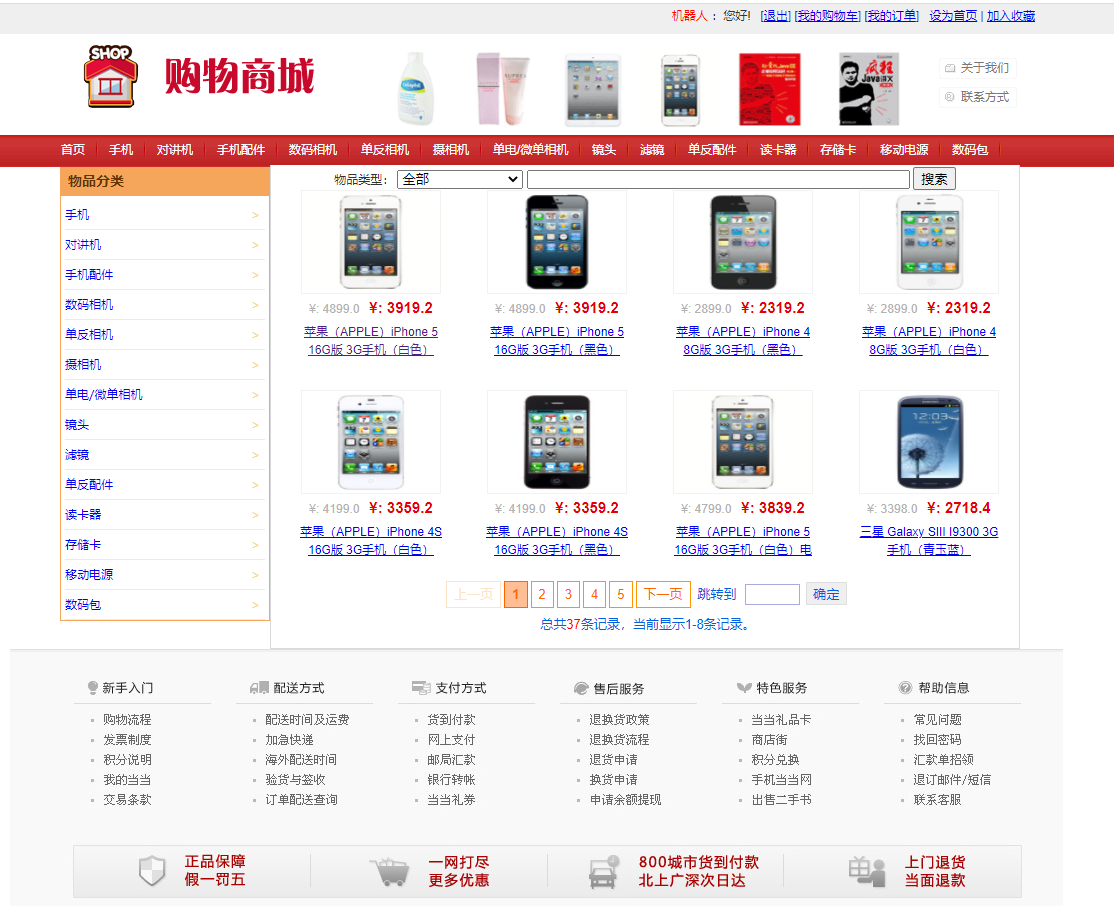 机器人 ： 您好! [退出] [我的购物车] [我的订单] 设为首页 | 加入收藏
SHOP
购物商城
疯狂
关于我们
联系方式
首页 手机 对讲机 手机配件 数码相机 单反相机 摄相机 单电/微单相机 镜头 滤镜 单反配件 读卡器 存储卡 移动电源 数码包
物品分类
手机 >
对讲机 >
手机配件 >
数码相机 >
单反相机 >
摄相机 >
单电/微单相机 >
镜头 >
滤镜 >
单反配件 >
读卡器 >
存储卡 >
移动电源 >
数码包 >
物品类型： 全部 搜索
¥: 4899.0 ¥: 3919.2
苹果（APPLE）iPhone 5
16G版 3G手机（白色）
¥: 4899.0 ¥: 3919.2
苹果（APPLE）iPhone 5
16G版 3G手机（黑色）
¥: 2899.0 ¥: 2319.2
苹果（APPLE）iPhone 4
8G版 3G手机（黑色）
¥: 2899.0 ¥: 2319.2
苹果（APPLE）iPhone 4
8G版 3G手机（白色）
¥: 4199.0 ¥: 3359.2
苹果（APPLE）iPhone 4S
16G版 3G手机（白色）
¥: 4199.0 ¥: 3359.2
苹果（APPLE）iPhone 4S
16G版 3G手机（黑色）
¥: 4799.0 ¥: 3839.2
苹果（APPLE）iPhone 5
16G版 3G手机（白色）电
12:03
¥: 3398.0 ¥: 2718.4
三星 Galaxy SIII I9300 3G
手机（青玉蓝）
上一页 1 2 3 4 5 下一页 跳转到 确定
总共37条记录，当前显示1-8条记录。
新手入门
购物流程
发票制度
积分说明
我的当当
交易条款
配送方式
配送时间及运费
加急快递
海外配送时间
验货与签收
订单配送查询
支付方式
货到付款
网上支付
邮局汇款
银行转帐
当当礼券
售后服务
退换货政策
退换货流程
退货申请
换货申请
申请余额提现
特色服务
当当礼品卡
商店街
积分兑换
手机当当网
出售二手书
帮助信息
常见问题
找回密码
汇款单招领
退订邮件/短信
联系客服
正品保障
假一罚五
一网打尽
更多优惠
800城市货到付款
北上广深次日达
上门退货
当面退款